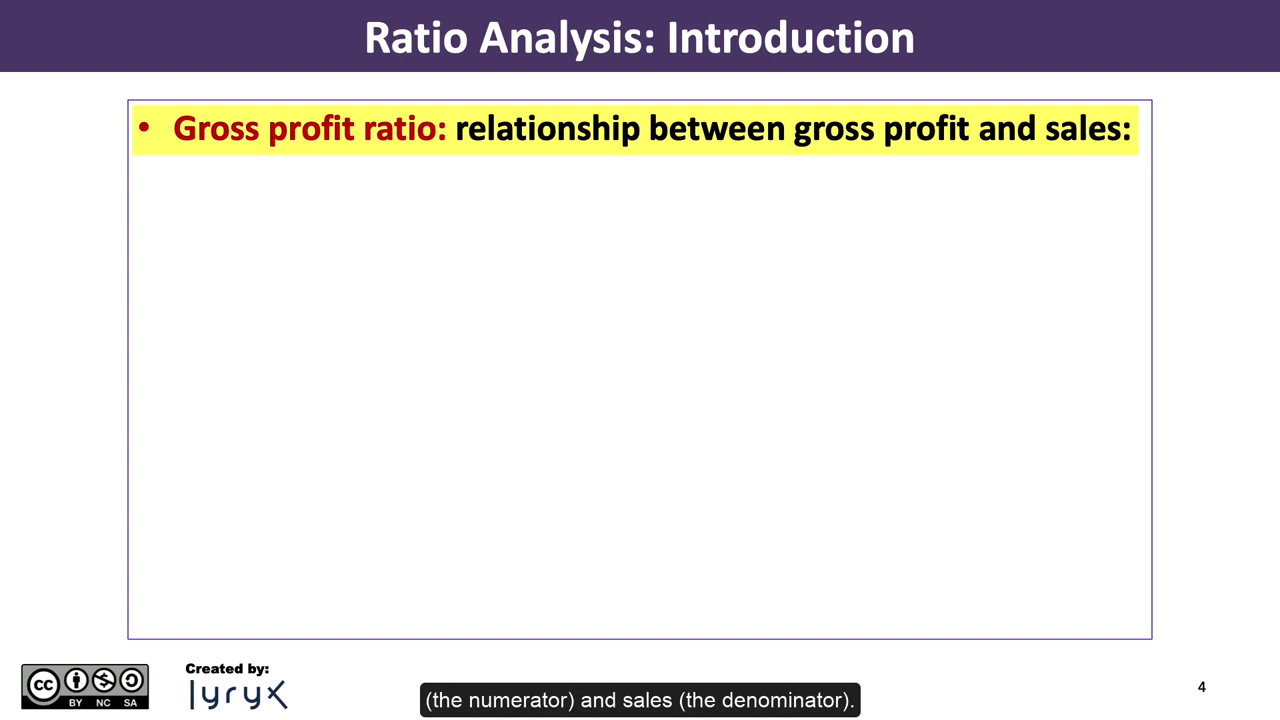 Ratio Analysis: Introduction
• Gross profit ratio: relationship between gross profit and sales:
cc
BY NC SA
Created by:
lyryx
(the numerator) and sales (the denominator).
4